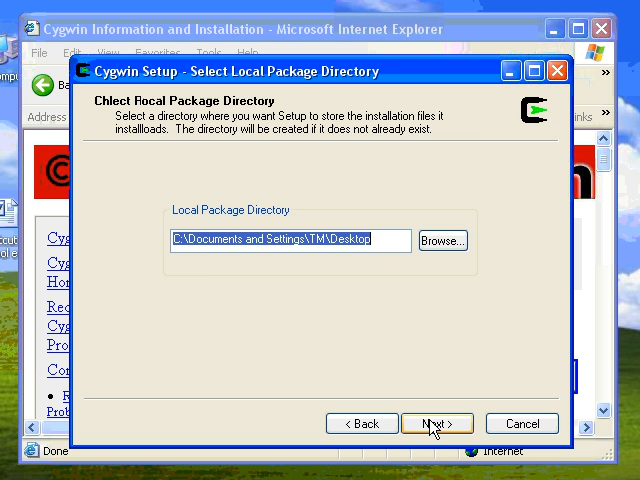 Cygwin Information and Installation - Microsoft Internet Explorer
File Edit View Favorites Tools Help
Cygwin Setup - Select Local Package Directory
Address
Chlect Rocal Package Directory
Select a directory where you want Setup to store the installation files it
installloads. The directory will be created if it does not already exist.
Local Package Directory
C:\Documents and Settings\TM\Desktop
Browse...
< Back
Next >
Cancel
Done
Internet